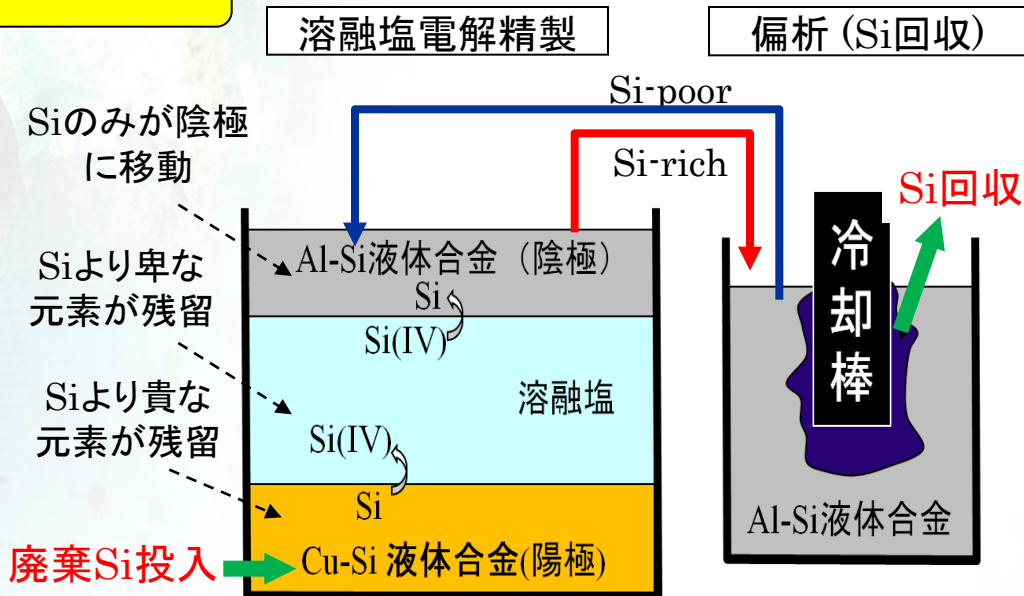 溶融塩電解精製
偏析 (Si回収)
Si-poor
Si-rich
Siのみが陰極
に移動
Siより卑な
元素が残留
Siより貴な
元素が残留
廃棄Si投入
Al-Si液体合金（陰極）
Si
Si(IV)
溶融塩
Si(IV)
Si
Cu-Si 液体合金(陽極)
Si回収
冷
却
棒
Al-Si液体合金